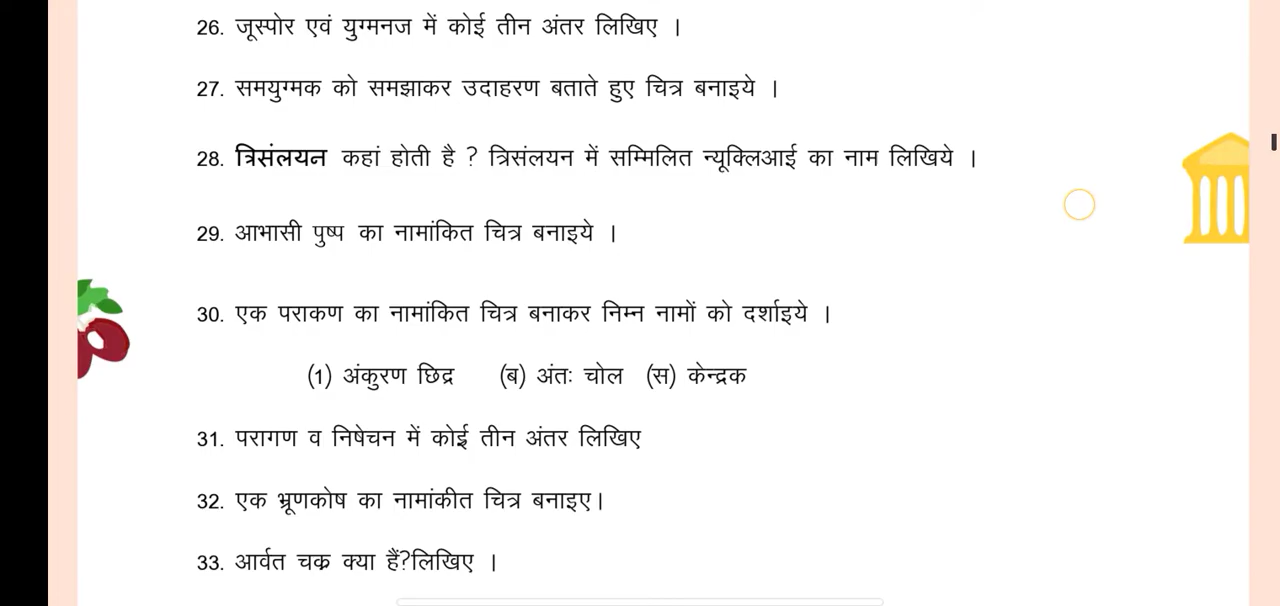 26. जूस्पोर एवं युग्मनज में कोई तीन अंतर लिखिए ।
27. समयुग्मक को समझाकर उदाहरण बताते हुए चित्र बनाइये ।
28. त्रिसंलयन कहां होती है ? त्रिसंलयन में सम्मिलित न्यूक्लिआई का नाम लिखिये ।
29. आभासी पुष्प का नामांकित चित्र बनाइये ।
30. एक पराकण का नामांकित चित्र बनाकर निम्न नामों को दर्शाइये ।
(1) अंकुरण छिद्र (ब) अंतः चोल (स) केन्द्रक
31. परागण व निषेचन में कोई तीन अंतर लिखिए
32. एक भ्रूणकोष का नामांकीत चित्र बनाइए।
33. आर्वत चक्र क्या हैं?लिखिए ।